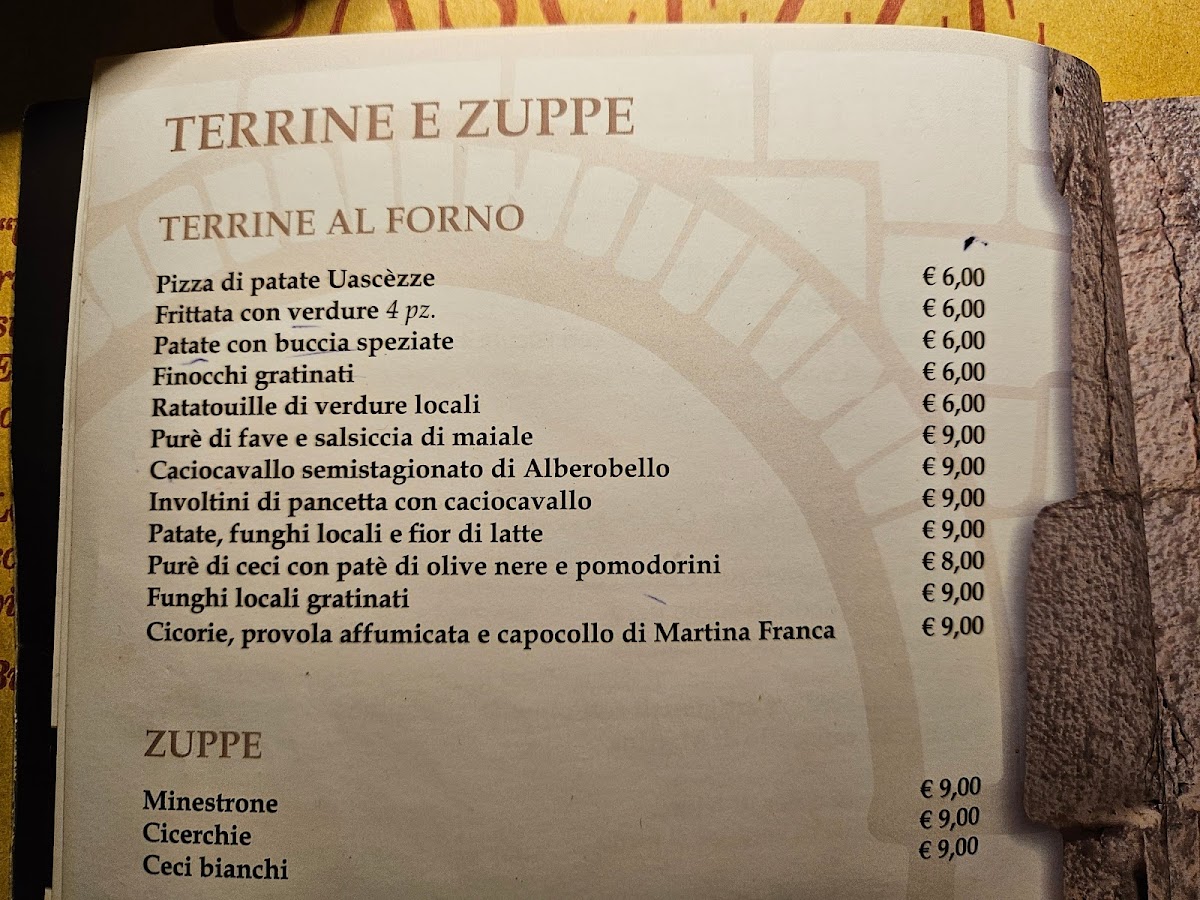 TERRINE E ZUPPE
TERRINE AL FORNO
Pizza di patate Uascèzze € 6,00
Frittata con verdure 4 pz. € 6,00
Patate con buccia speziate € 6,00
Finocchi gratinati € 6,00
Ratatouille di verdure locali € 6,00
Purè di fave e salsiccia di maiale € 9,00
Caciocavallo semistagionato di Alberobello € 9,00
Involtini di pancetta con caciocavallo € 9,00
Patate, funghi locali e fior di latte € 9,00
Purè di ceci con patè di olive nere e pomodorini € 8,00
Funghi locali gratinati € 9,00
Cicorie, provola affumicata e capocollo di Martina Franca € 9,00
ZUPPE
Minestrone € 9,00
Cicerchie € 9,00
Ceci bianchi € 9,00